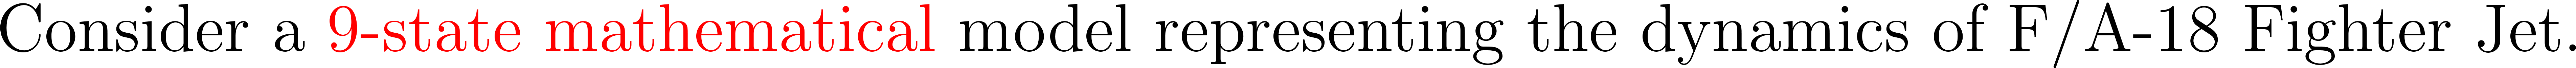 Consider a 9-state mathematical model representing the dynamics of F/A-18 Fighter Jet.